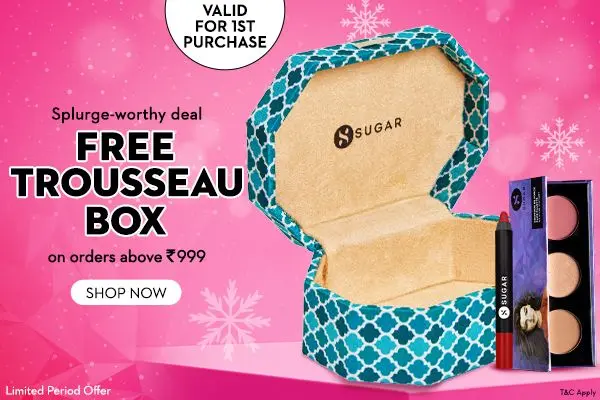 VALID
FOR 1ST
PURCHASE
Splurge-worthy deal
FREE
TROUSSEAU
BOX
on orders above ₹999
SHOP NOW
SUGAR
SUGAR
SUGAR
Limited Period Offer
T&C Apply